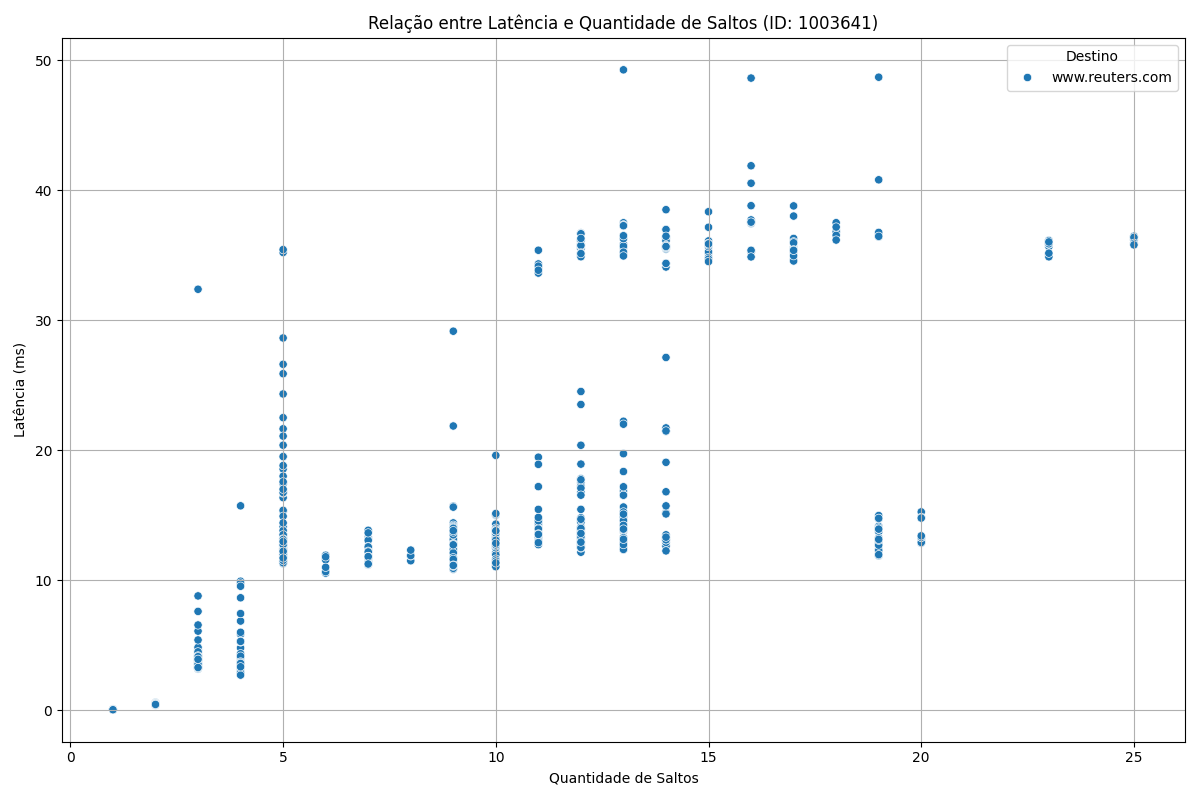 Relação entre Latência e Quantidade de Saltos (ID: 1003641)
Destino
www.reuters.com
Latência (ms)
50
40
30
20
10
0
0 5 10 15 20 25
Quantidade de Saltos